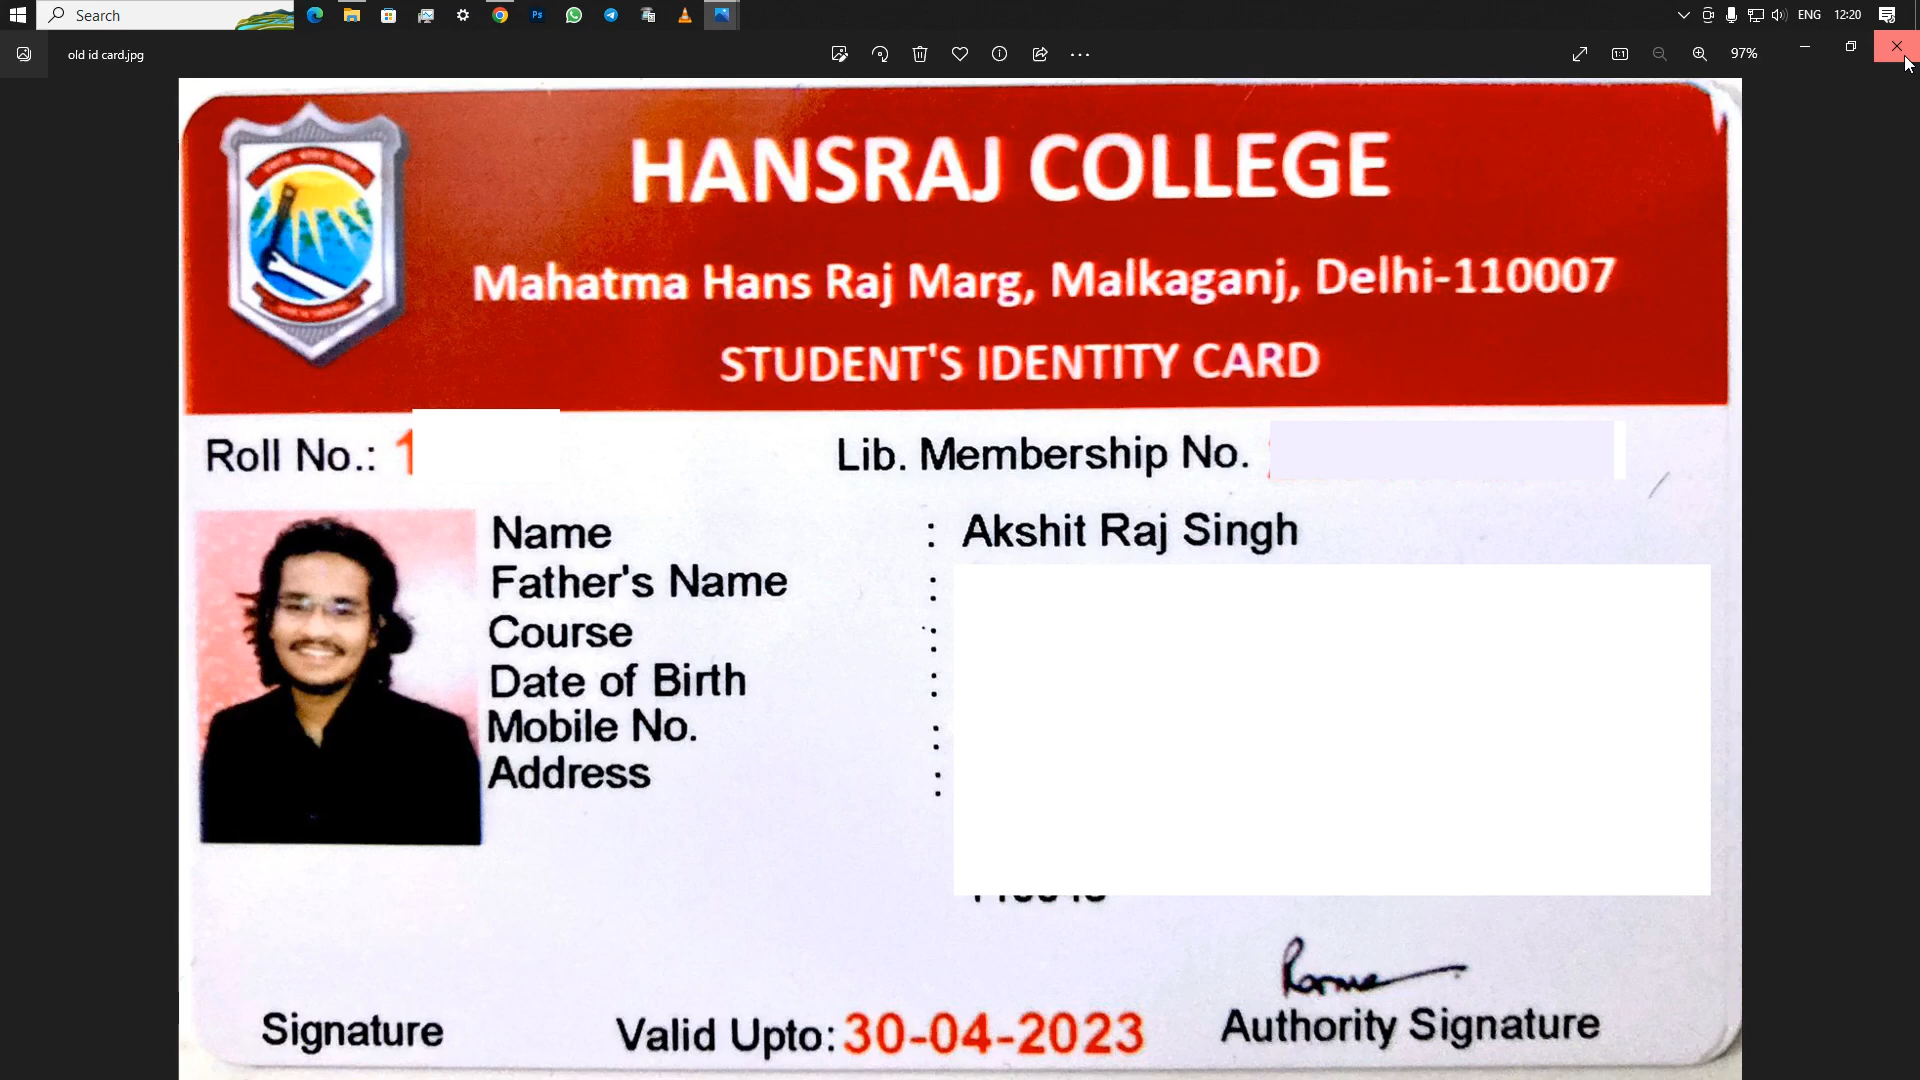 Search
ENG 12:20
old id card.jpg
97%
HANSRAJ COLLEGE
Mahatma Hans Raj Marg, Malkaganj, Delhi-110007
STUDENT'S IDENTITY CARD
Roll No.: 1
Lib. Membership No.
Name : Akshit Raj Singh
Father's Name :
Course :
Date of Birth :
Mobile No. :
Address :
Signature
Valid Upto: 30-04-2023
Authority Signature